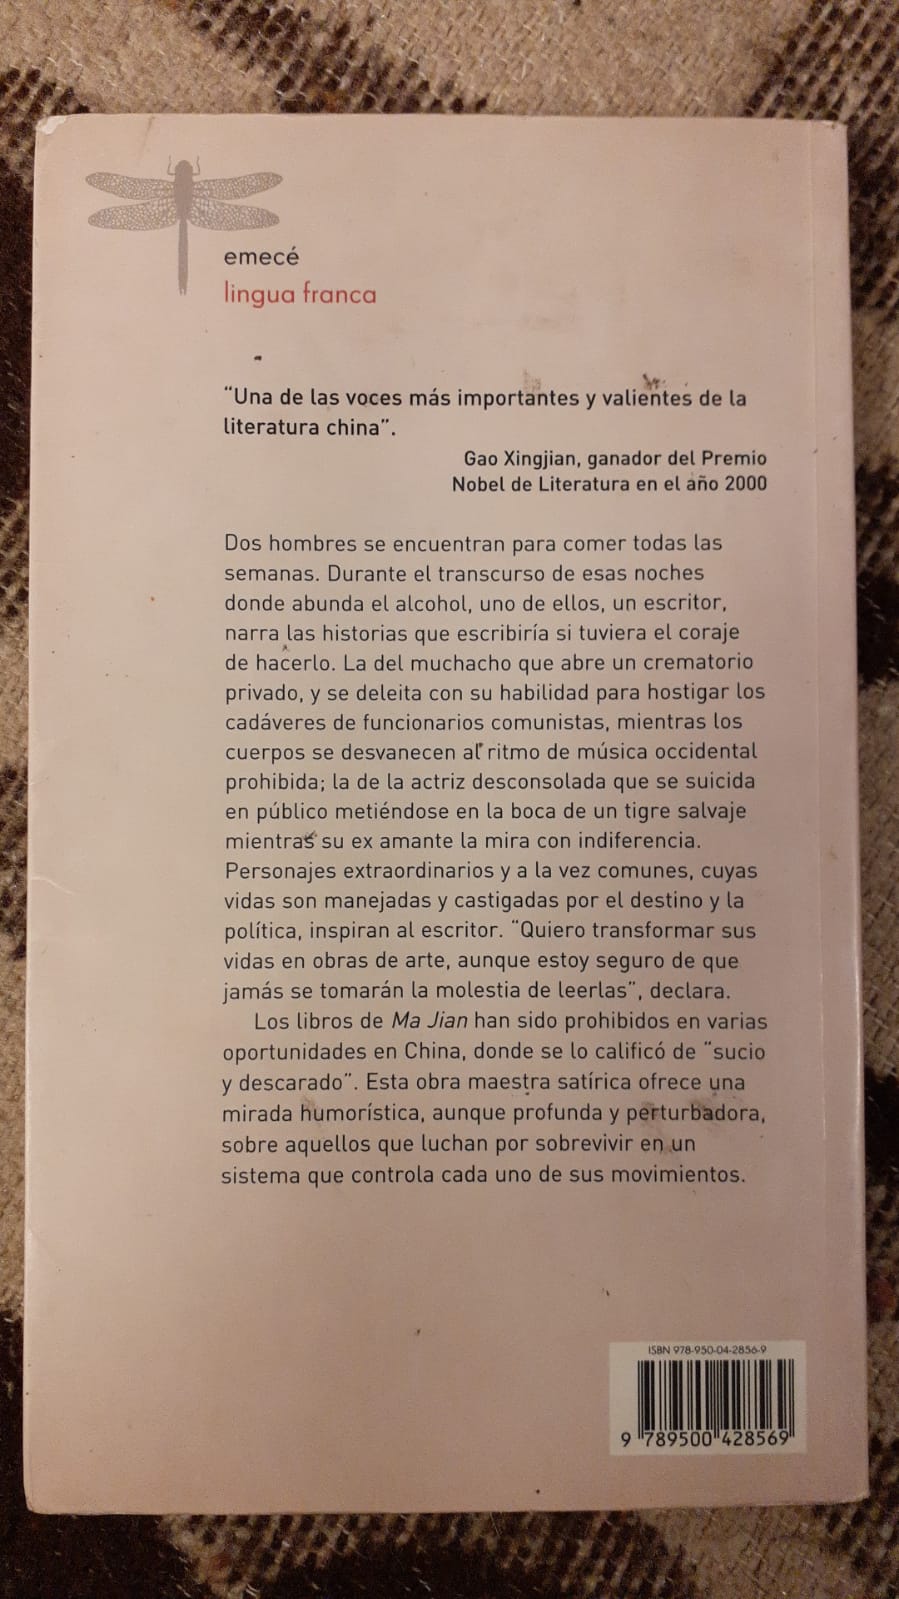 emecé
lingua franca
“Una de las voces más importantes y valientes de la
literatura china”.
Gao Xingjian, ganador del Premio
Nobel de Literatura en el año 2000
Dos hombres se encuentran para comer todas las
semanas. Durante el transcurso de esas noches
donde abunda el alcohol, uno de ellos, un escritor,
narra las historias que escribiría si tuviera el coraje
de hacerlo. La del muchacho que abre un crematorio
privado, y se deleita con su habilidad para hostigar los
cadáveres de funcionarios comunistas, mientras los
cuerpos se desvanecen al ritmo de música occidental
prohibida; la de la actriz desconsolada que se suicida
en público metiéndose en la boca de un tigre salvaje
mientras su ex amante la mira con indiferencia.
Personajes extraordinarios y a la vez comunes, cuyas
vidas son manejadas y castigadas por el destino y la
política, inspiran al escritor. “Quiero transformar sus
vidas en obras de arte, aunque estoy seguro de que
jamás se tomarán la molestia de leerlas”, declara.
Los libros de Ma Jian han sido prohibidos en varias
oportunidades en China, donde se lo calificó de “sucio
y descarado”. Esta obra maestra satírica ofrece una
mirada humorística, aunque profunda y perturbadora,
sobre aquellos que luchan por sobrevivir en un
sistema que controla cada uno de sus movimientos.
ISBN 978-950-04-2856-9
9 789500 428569